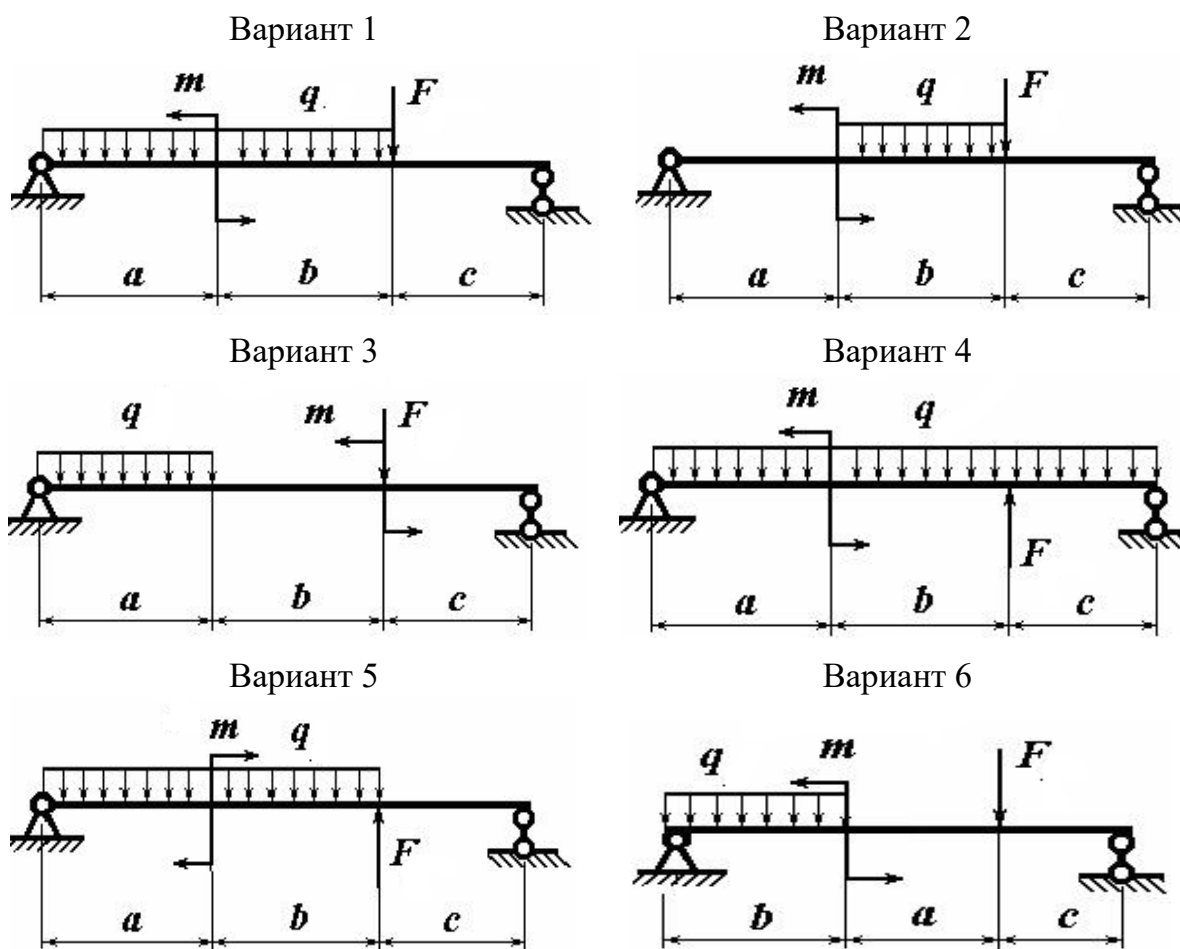 Вариант 1
m q F
a b c
Вариант 2
m q F
a b c
Вариант 3
q m F
a b c
Вариант 4
m q
F
a b c
Вариант 5
m q
F
a b c
Вариант 6
q m F
b a c